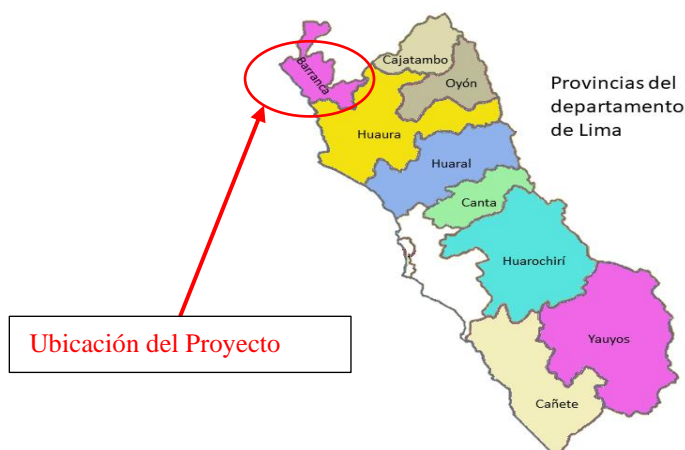 Barranca
Cajatambo
Oyón
Provincias del
departamento
de Lima
Huaura
Huaral
Canta
Huarochirí
Ubicación del Proyecto
Yauyos
Cañete